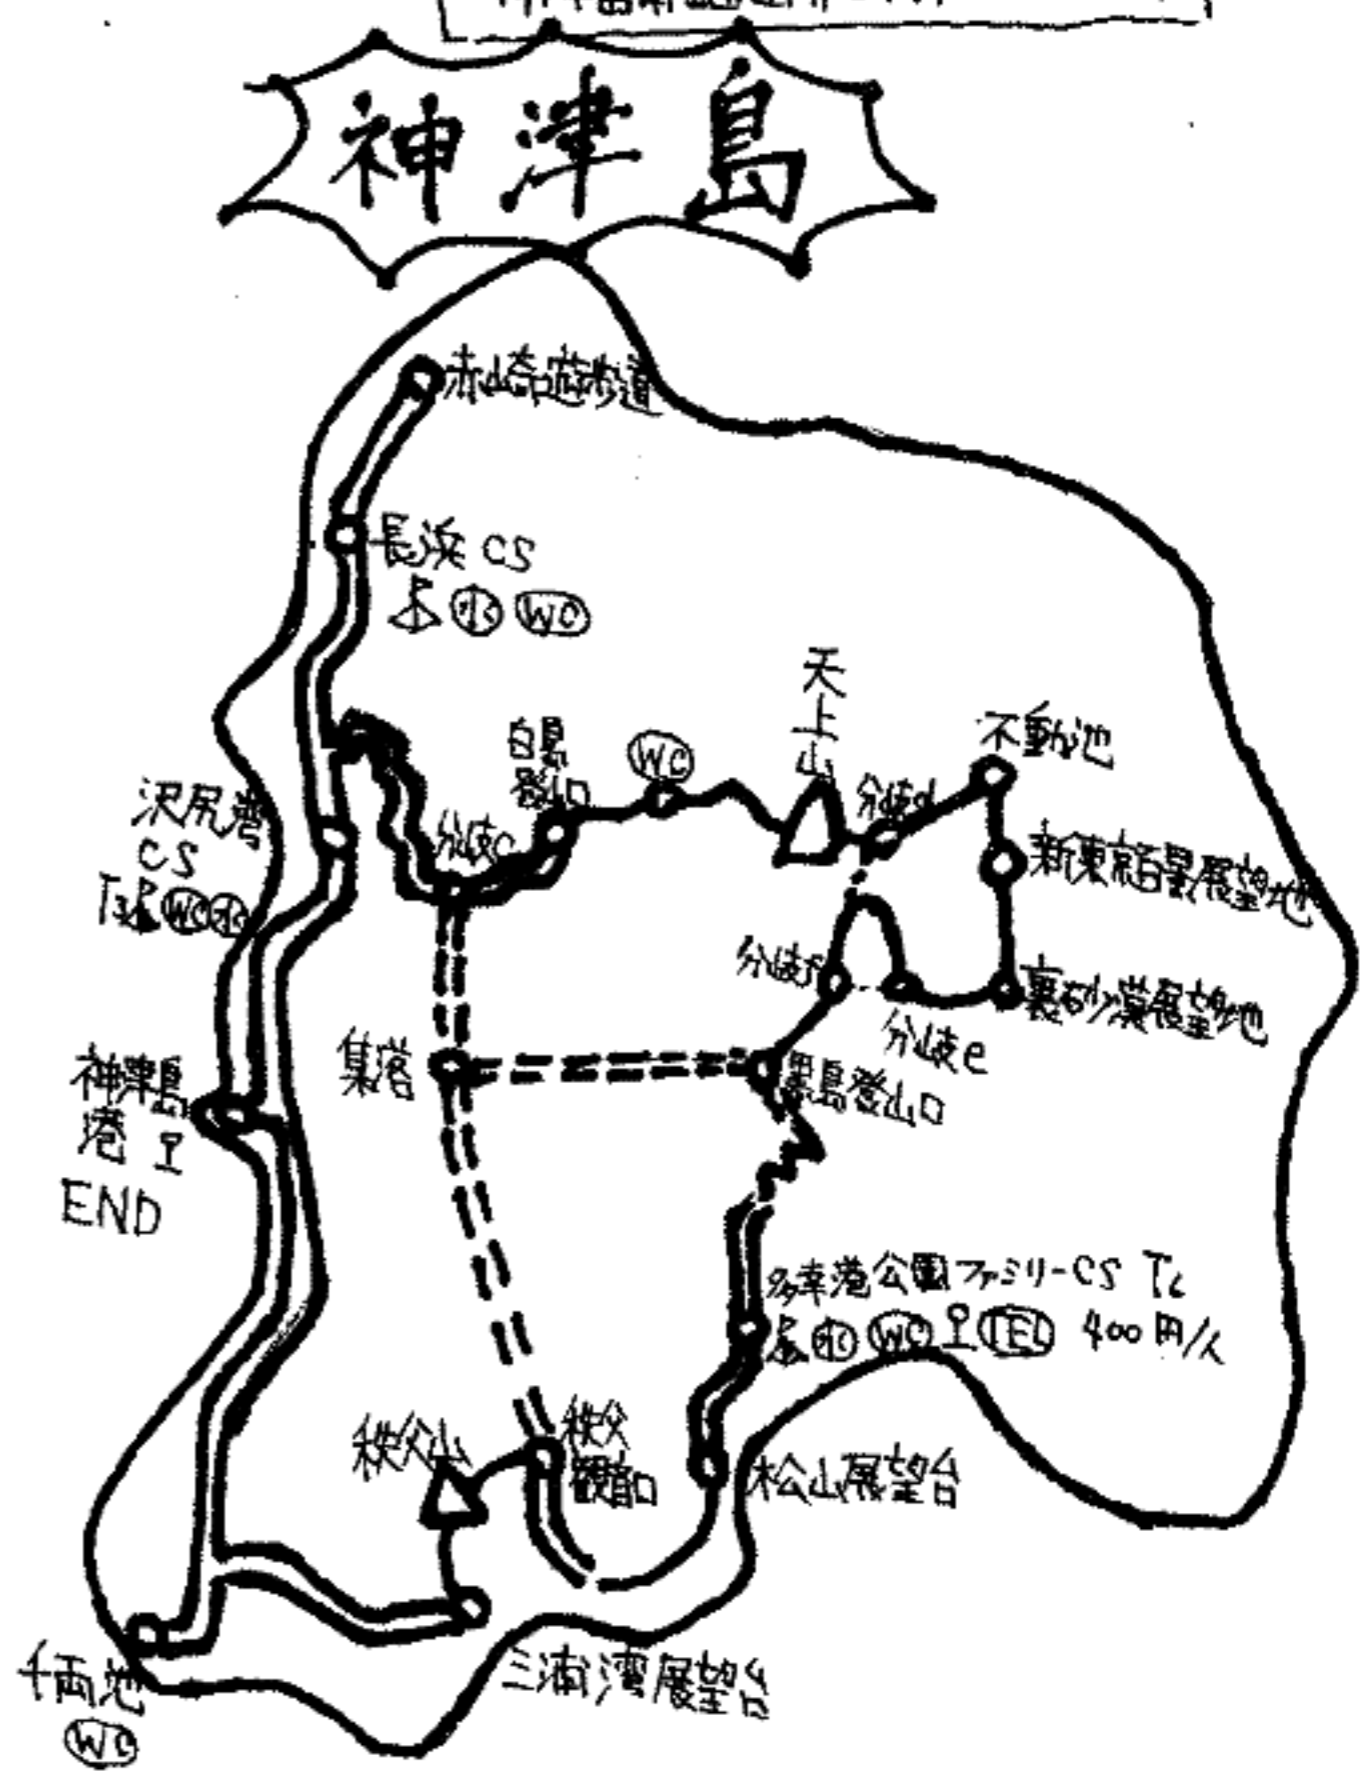 神津島
赤崎遊歩道
長浜 CS
水 WC
天上山
不動池
白島
登山口
WC
分岐d
沢尻湾
CS
WC 水
分岐c
新東京百景展望地
分岐f
裏砂漠展望地
分岐e
集落
黒島登山口
神津島
港
END
多幸湾公園ファミリーCS
水 WC TEL 400円/人
秩父山
秩父
観音口
松山展望台
三浦湾展望台
千両池
WC